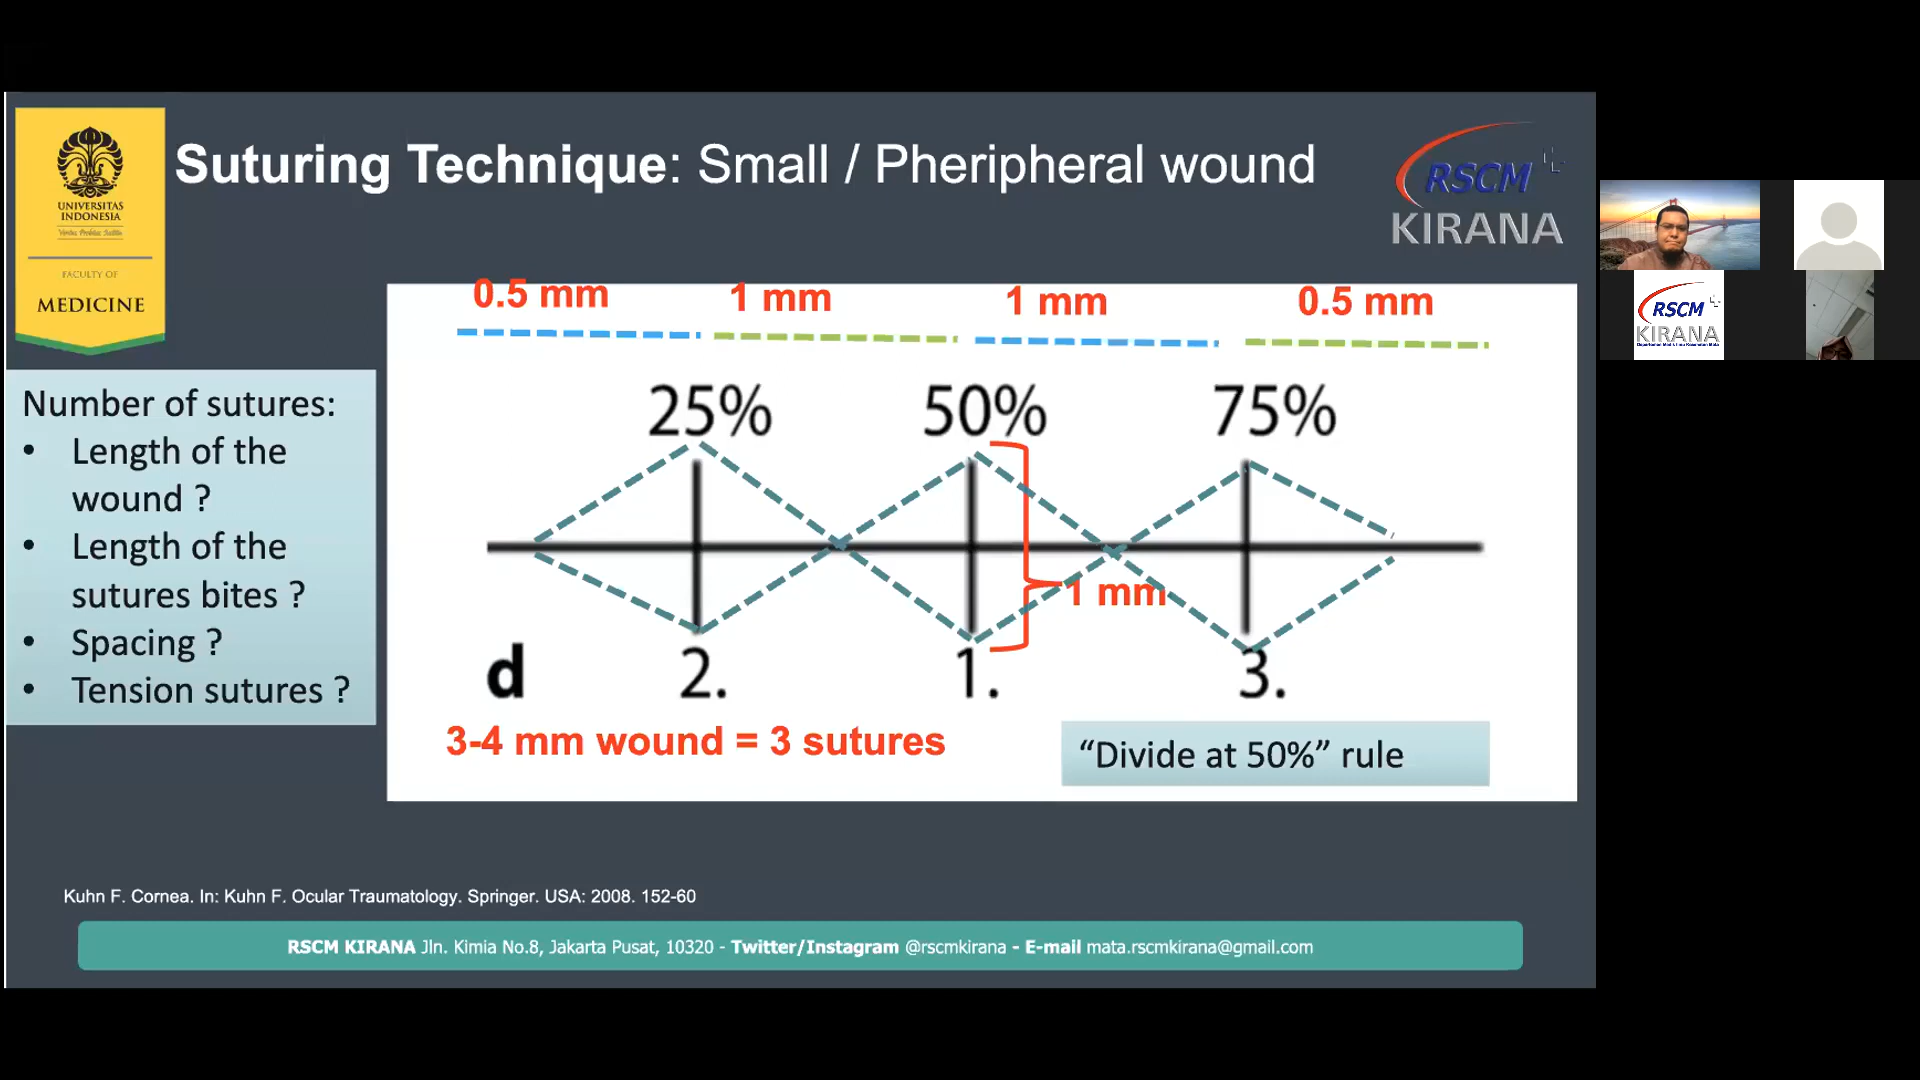 UNIVERSITAS
INDONESIA
FACULTY OF
MEDICINE
Suturing Technique: Small / Pheripheral wound
RSCM
KIRANA
Number of sutures:
• Length of the
wound ?
• Length of the
sutures bites ?
• Spacing ?
• Tension sutures ?
0.5 mm 1 mm 1 mm 0.5 mm
25% 50% 75%
1 mm
d 2. 1. 3.
3-4 mm wound = 3 sutures
“Divide at 50%” rule
Kuhn F. Cornea. In: Kuhn F. Ocular Traumatology. Springer. USA: 2008. 152-60
RSCM KIRANA Jln. Kimia No.8, Jakarta Pusat, 10320 - Twitter/Instagram @rscmkirana - E-mail mata.rscmkirana@gmail.com
RSCM
KIRANA